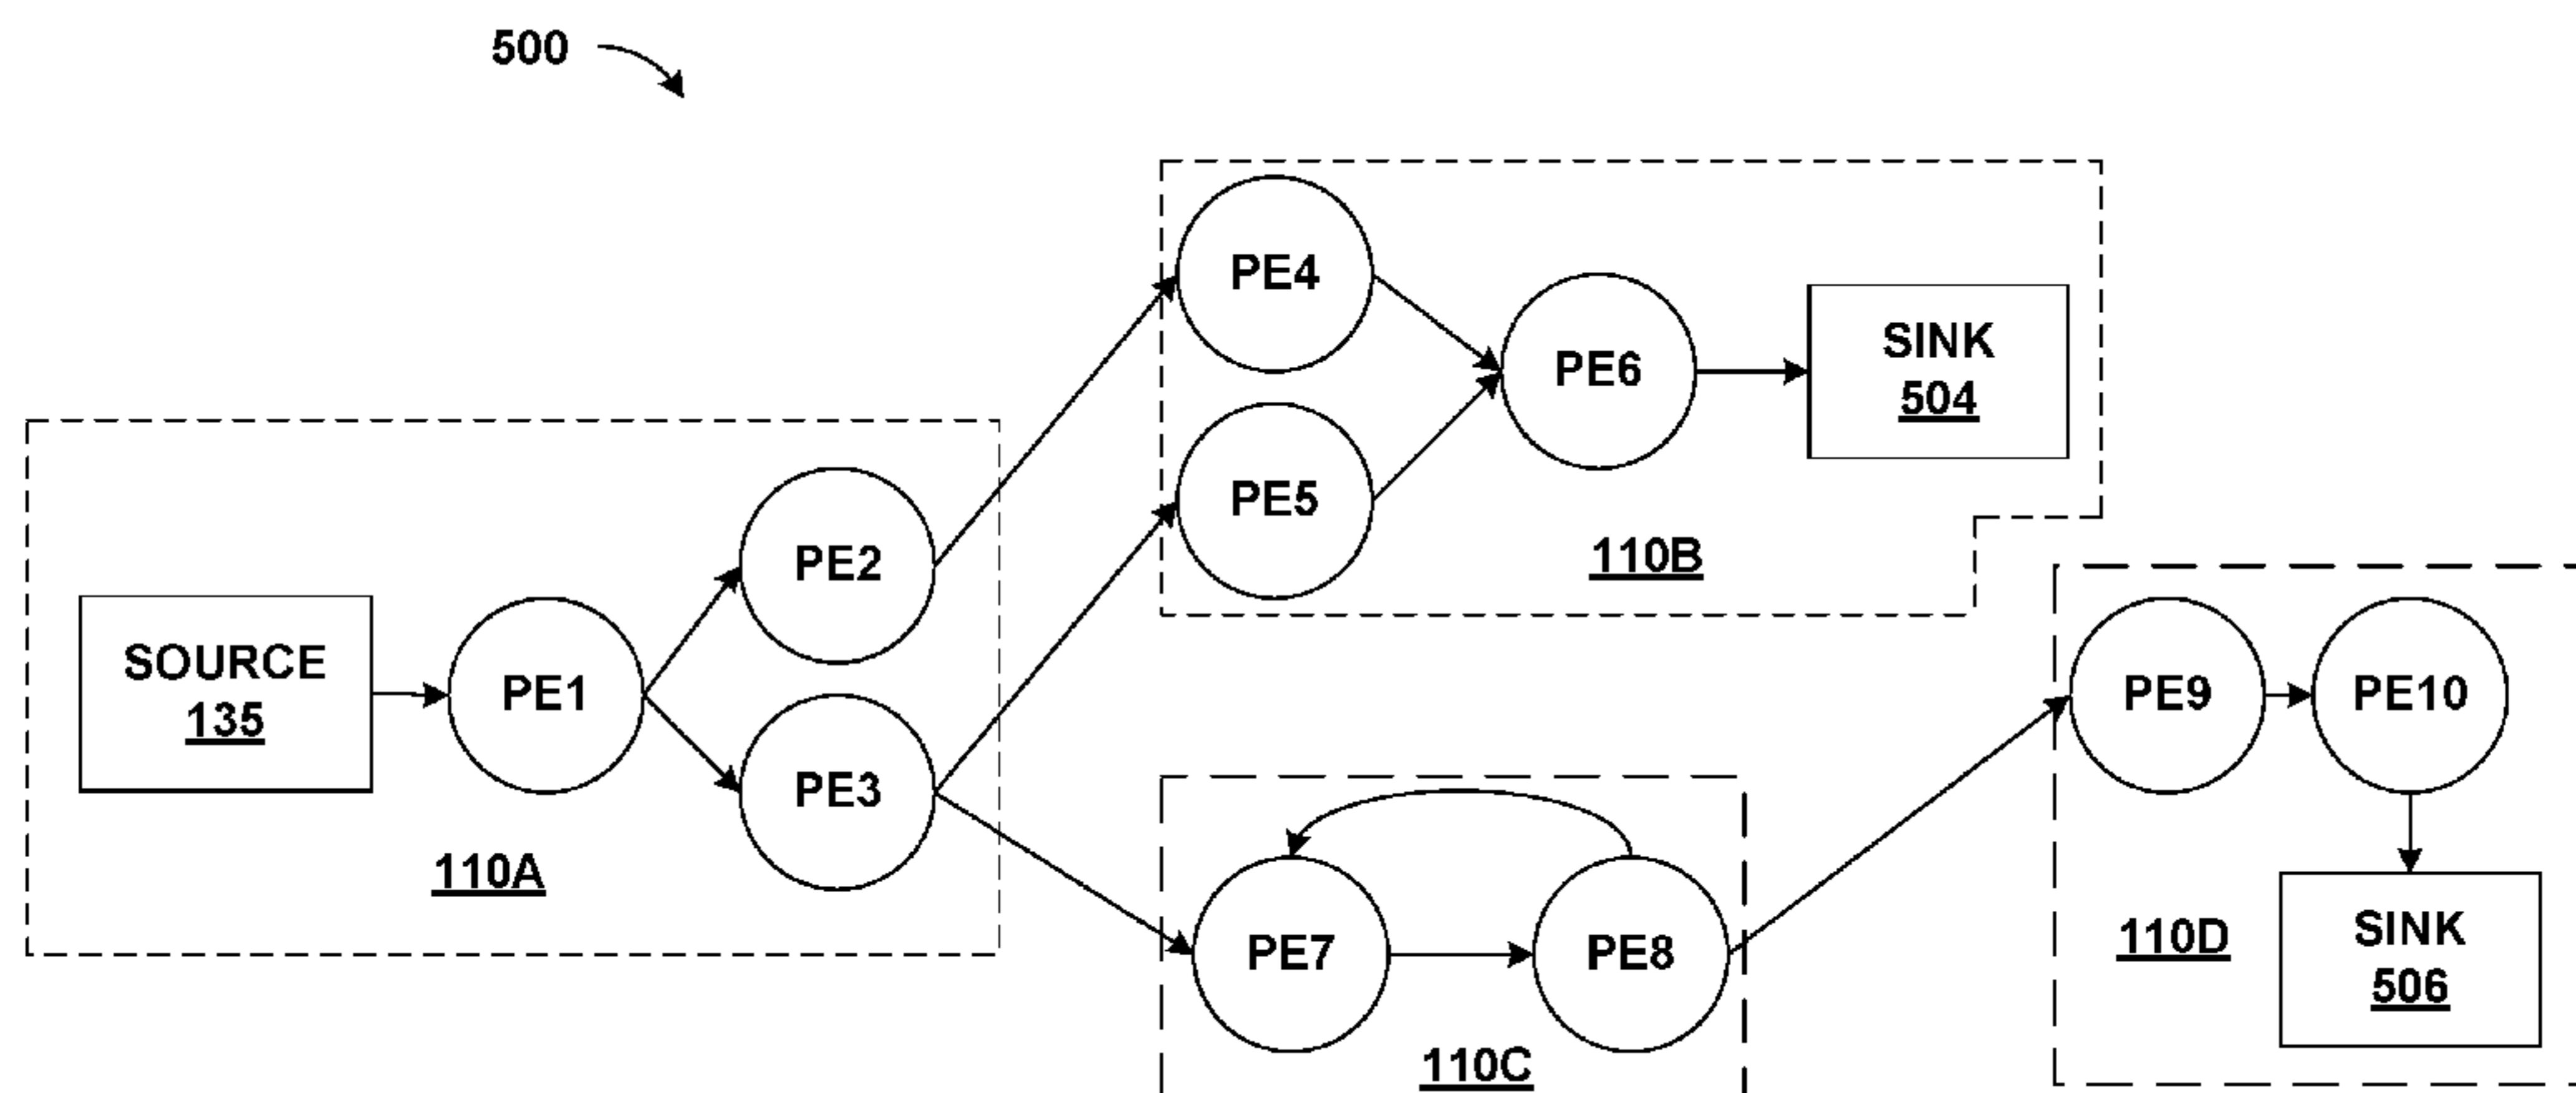 500
PE4
PE6
SINK
504
PE5
110B
PE2
SOURCE
135
PE1
PE3
110A
PE9
PE10
PE7
PE8
110C
110D
SINK
506